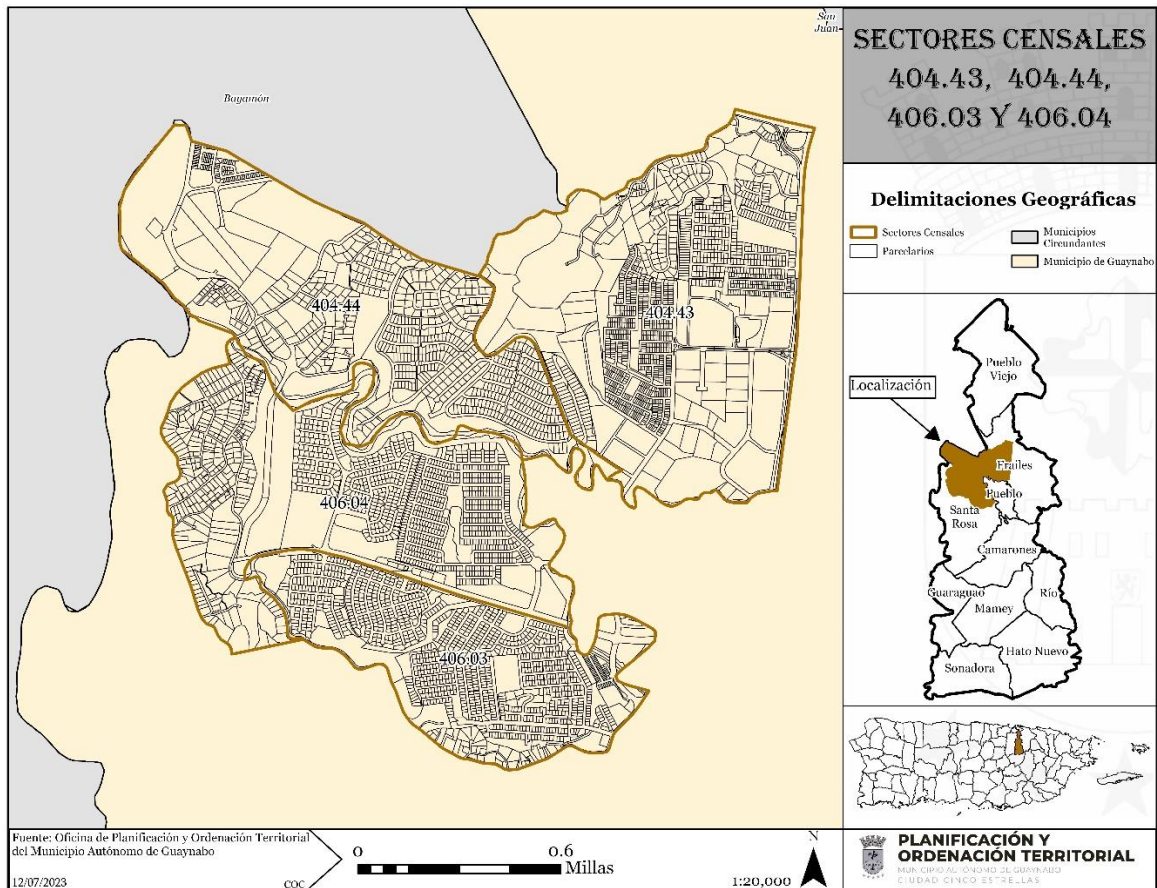 San
Juan
Bayamón
404.44
404.43
406.04
406.03
SECTORES CENSALES
404.43, 404.44,
406.03 Y 406.04
Delimitaciones Geográficas
Sectores Censales
Parcelarios
Municipios
Circundantes
Municipio de Guaynabo
Localización
Pueblo
Viejo
Frailes
Pueblo
Santa
Rosa
Camarones
Guaraguao
Río
Mamey
Hato Nuevo
Sonadora
Fuente: Oficina de Planificación y Ordenación Territorial
del Municipio Autónomo de Guaynabo
12/07/2023
COC
0 0.6
Millas
N
1:20,000
PLANIFICACIÓN Y
ORDENACIÓN TERRITORIAL
MUNICIPIO AUTÓNOMO DE GUAYNABO
CIUDAD CINCO ESTRELLAS